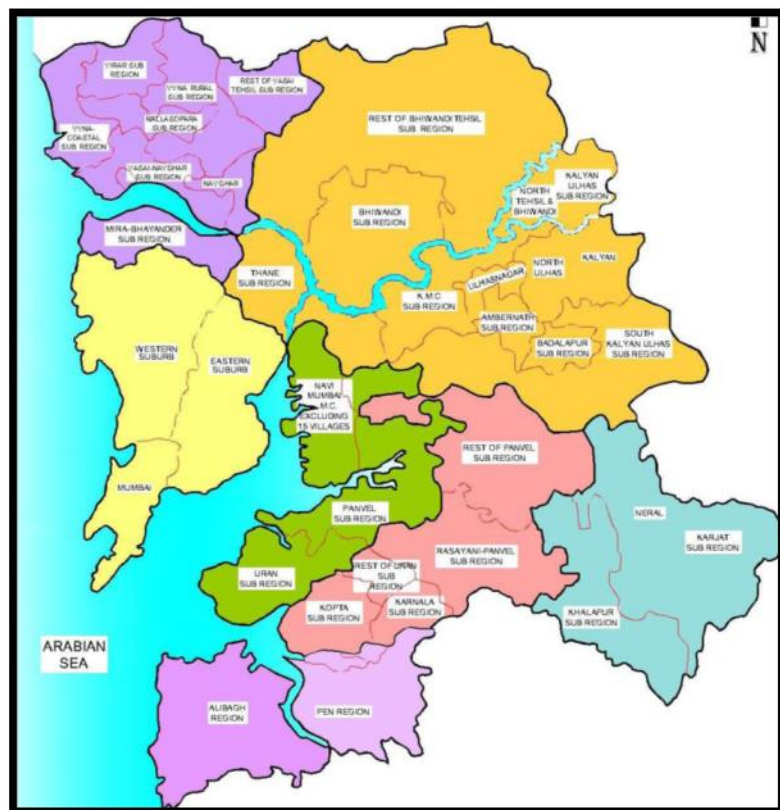 N
VIRAR SUB
REGION
VVNA-RURAL
SUB REGION
REST OF VASAI
TEHSIL SUB REGION
NALLASOPARA
SUB REGION
VVNA-
COASTAL
SUB REGION
VASAI-NAVGHAR
SUB REGION
NAVGHAR
MIRA-BHAYANDER
SUB REGION
REST OF BHIWANDI TEHSIL
SUB REGION
BHIWANDI
SUB REGION
NORTH
TEHSIL &
BHIWANDI
KALYAN
ULHAS
SUB REGION
THANE
SUB REGION
K.M.C
SUB REGION
ULHASNAGAR
NORTH
ULHAS
KALYAN
AMBERNATH
SUB REGION
BADALAPUR
SUB REGION
SOUTH
KALYAN ULHAS
SUB REGION
WESTERN
SUBURB
EASTERN
SUBURB
MUMBAI
NAVI
MUMBAI
M.C.
EXCLUDING
15 VILLAGES
REST OF PANVEL
SUB REGION
PANVEL
SUB REGION
URAN
SUB REGION
REST OF URAN
SUB
REGION
RASAYANI-PANVEL
SUB REGION
KOPTA
SUB REGION
KARNALA
SUB REGION
NERAL
KARJAT
SUB REGION
KHALAPUR
SUB REGION
ARABIAN
SEA
ALIBAGH
REGION
PEN REGION